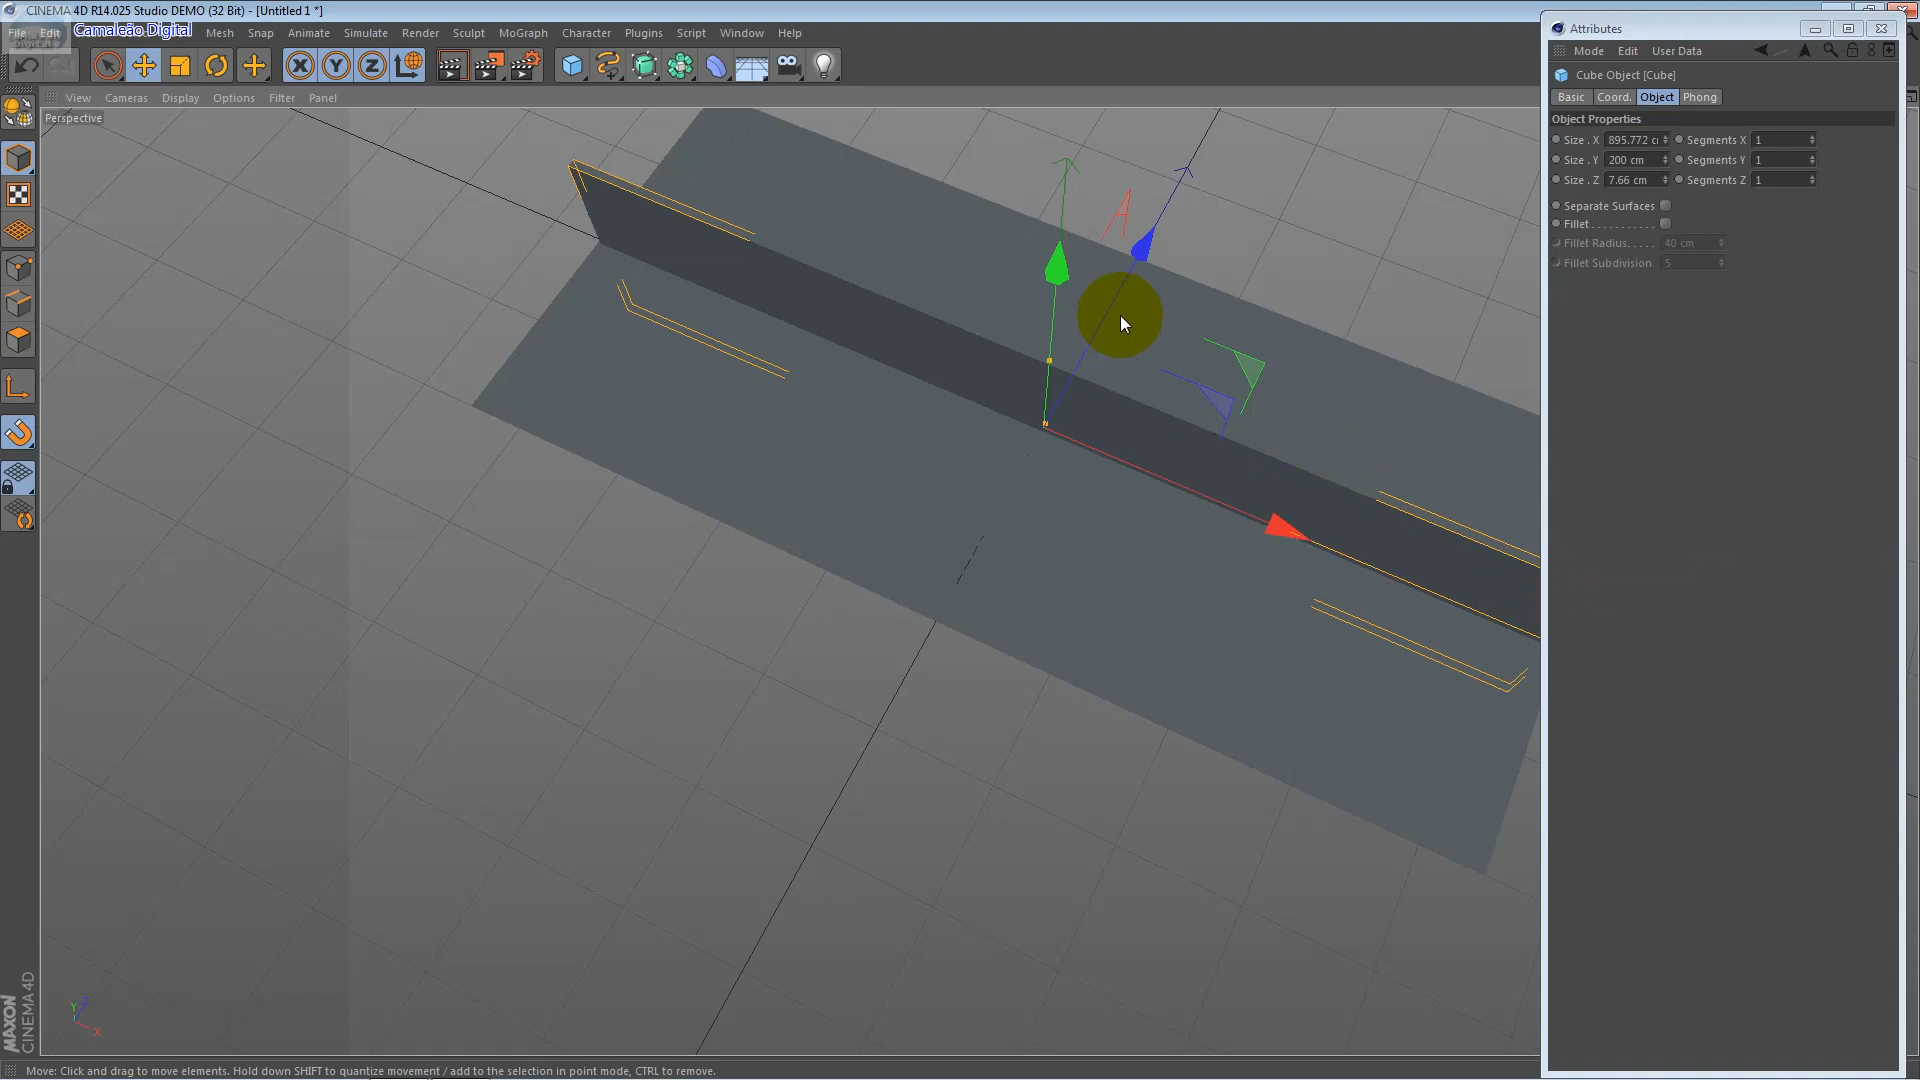 CINEMA 4D R14.025 Studio DEMO (32 Bit) - [Untitled 1 *]
File Edit Camaleão Digital Mesh Snap Animate Simulate Render Sculpt MoGraph Character Plugins Script Window Help
View Cameras Display Options Filter Panel
Perspective
Attributes
Mode Edit User Data
Cube Object [Cube]
Basic Coord. Object Phong
Object Properties
Size . X 895.772 c Segments X 1
Size . Y 200 cm Segments Y 1
Size . Z 7.66 cm Segments Z 1
Separate Surfaces
Fillet . . . . . . . . . . .
Fillet Radius. . . . . 40 cm
Fillet Subdivision 5
X Y Z
Y Z
X
MAXON
CINEMA 4D
Move: Click and drag to move elements. Hold down SHIFT to quantize movement / add to the selection in point mode, CTRL to remove.